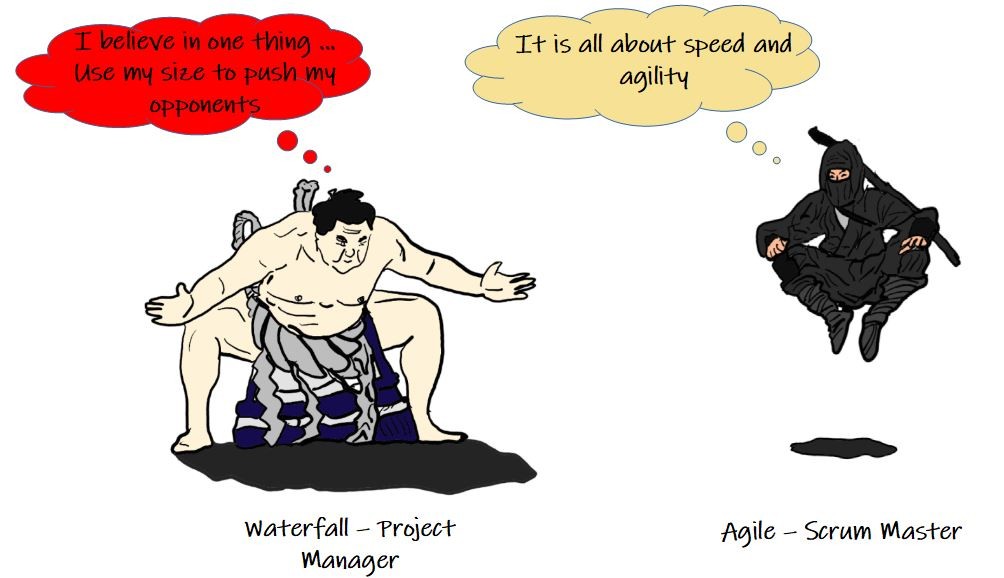 I believe in one thing ...
Use my size to push my
opponents
It is all about speed and
agility
Waterfall – Project
Manager
Agile – Scrum Master